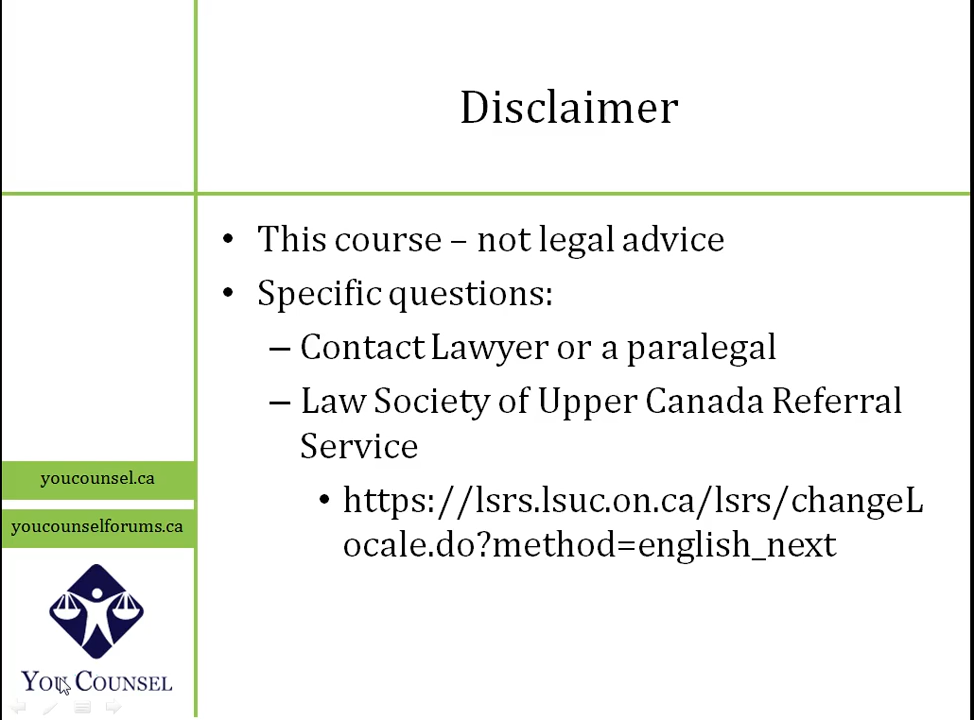 Disclaimer
• This course – not legal advice
• Specific questions:
– Contact Lawyer or a paralegal
– Law Society of Upper Canada Referral
Service
• https://lsrs.lsuc.on.ca/lsrs/changeL
ocale.do?method=english_next
youcounsel.ca
youcounselforums.ca
YOU COUNSEL